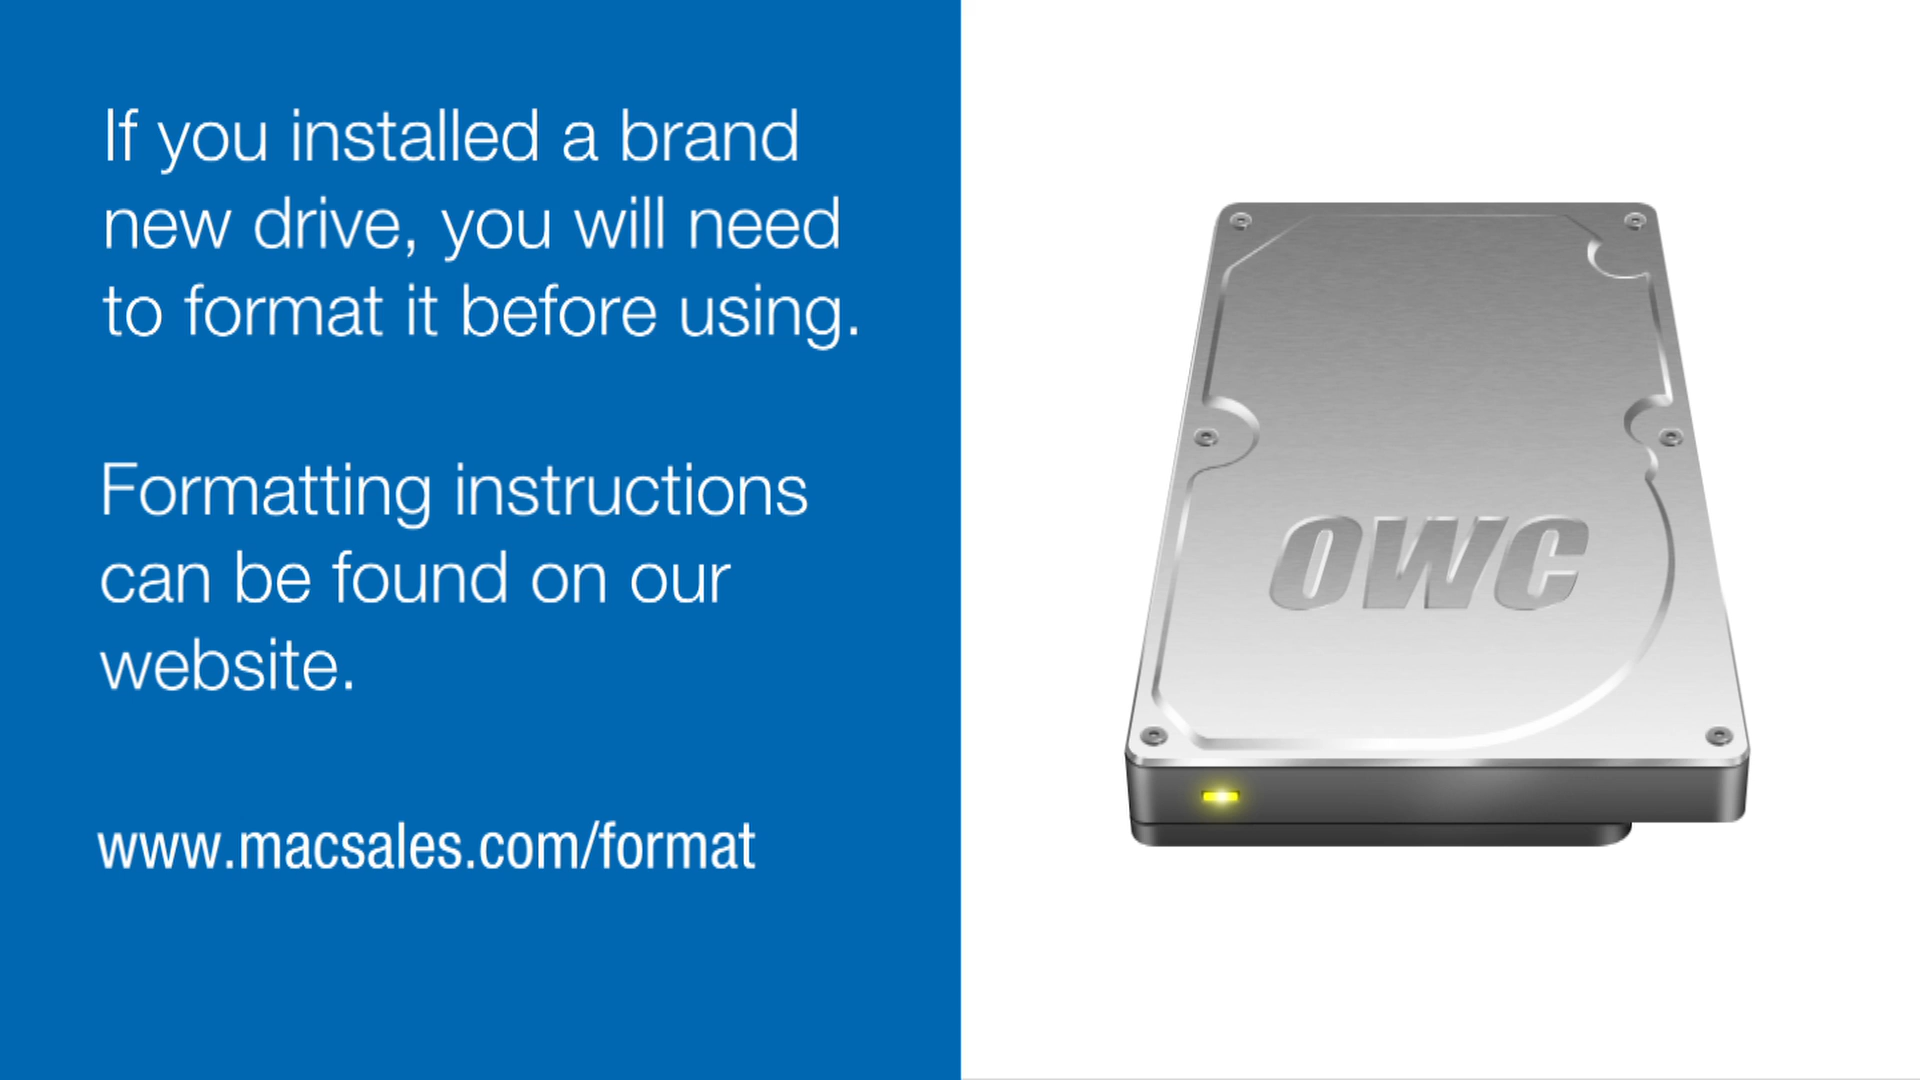 If you installed a brand
new drive, you will need
to format it before using.
Formatting instructions
can be found on our
website.
www.macsales.com/format
OWC